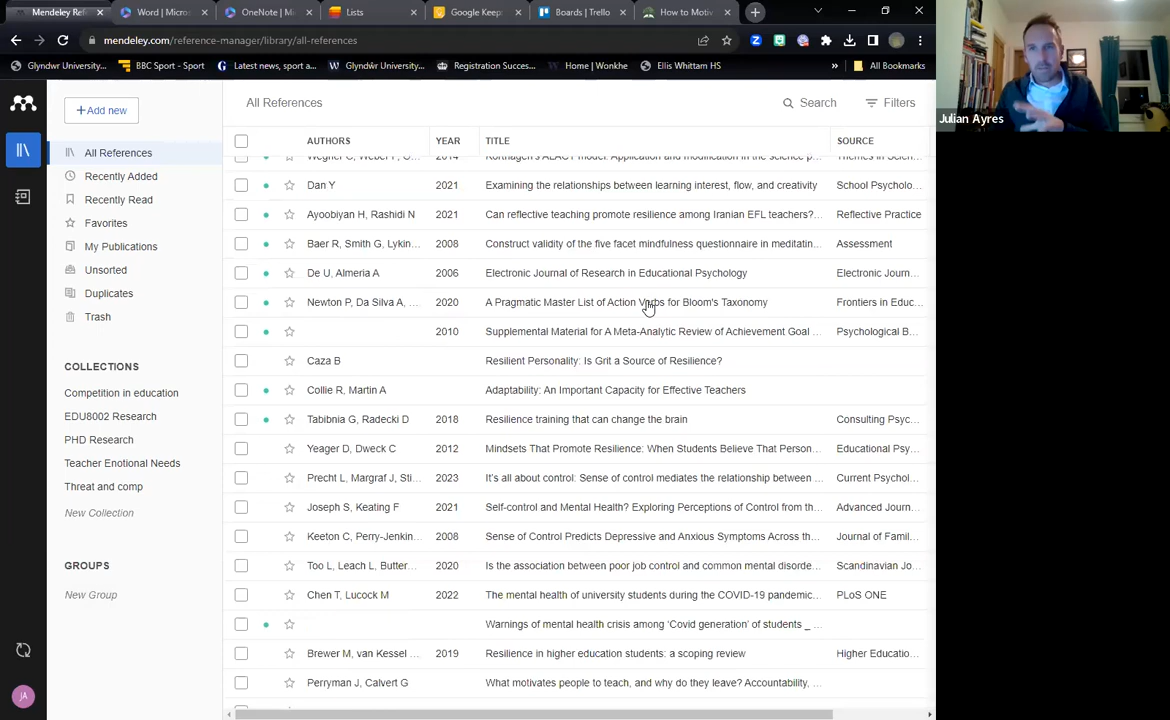 Mendeley Ref
Word | Micros
OneNote | Mi
Lists
Google Keep
Boards | Trello
How to Motiv
mendeley.com/reference-manager/library/all-references
Glyndwr University...
BBC Sport - Sport
Latest news, sport a...
Glyndŵr University...
Registration Succes...
Home | Wonkhe
Ellis Whittam HS
»
All Bookmarks
Julian Ayres
+Add new
All References
Recently Added
Recently Read
Favorites
My Publications
Unsorted
Duplicates
Trash
COLLECTIONS
Competition in education
EDU8002 Research
PHD Research
Teacher Emotional Needs
Threat and comp
New Collection
GROUPS
New Group
JA
All References
Search
Filters
AUTHORS YEAR TITLE SOURCE
2014 Korthagen's ALACT model: Application and modification in the science p...
Dan Y 2021 Examining the relationships between learning interest, flow, and creativity School Psycholo...
Ayoobiyan H, Rashidi N 2021 Can reflective teaching promote resilience among Iranian EFL teachers?... Reflective Practice
Baer R, Smith G, Lykin... 2008 Construct validity of the five facet mindfulness questionnaire in meditatin... Assessment
De U, Almeria A 2006 Electronic Journal of Research in Educational Psychology Electronic Journ...
Newton P, Da Silva A, ... 2020 A Pragmatic Master List of Action Verbs for Bloom's Taxonomy Frontiers in Educ...
2010 Supplemental Material for A Meta-Analytic Review of Achievement Goal ... Psychological B...
Caza B Resilient Personality: Is Grit a Source of Resilience?
Collie R, Martin A Adaptability: An Important Capacity for Effective Teachers
Tabibnia G, Radecki D 2018 Resilience training that can change the brain Consulting Psyc...
Yeager D, Dweck C 2012 Mindsets That Promote Resilience: When Students Believe That Person... Educational Psy...
Precht L, Margraf J, Sti... 2023 It's all about control: Sense of control mediates the relationship between ... Current Psychol...
Joseph S, Keating F 2021 Self-control and Mental Health? Exploring Perceptions of Control from th... Advanced Journ...
Keeton C, Perry-Jenkin... 2008 Sense of Control Predicts Depressive and Anxious Symptoms Across th... Journal of Famil...
Too L, Leach L, Butter... 2020 Is the association between poor job control and common mental disorde... Scandinavian Jo...
Chen T, Lucock M 2022 The mental health of university students during the COVID-19 pandemic... PLoS ONE
Warnings of mental health crisis among 'Covid generation' of students _ ...
Brewer M, van Kessel ... 2019 Resilience in higher education students: a scoping review Higher Educatio...
Perryman J, Calvert G What motivates people to teach, and why do they leave? Accountability, ...